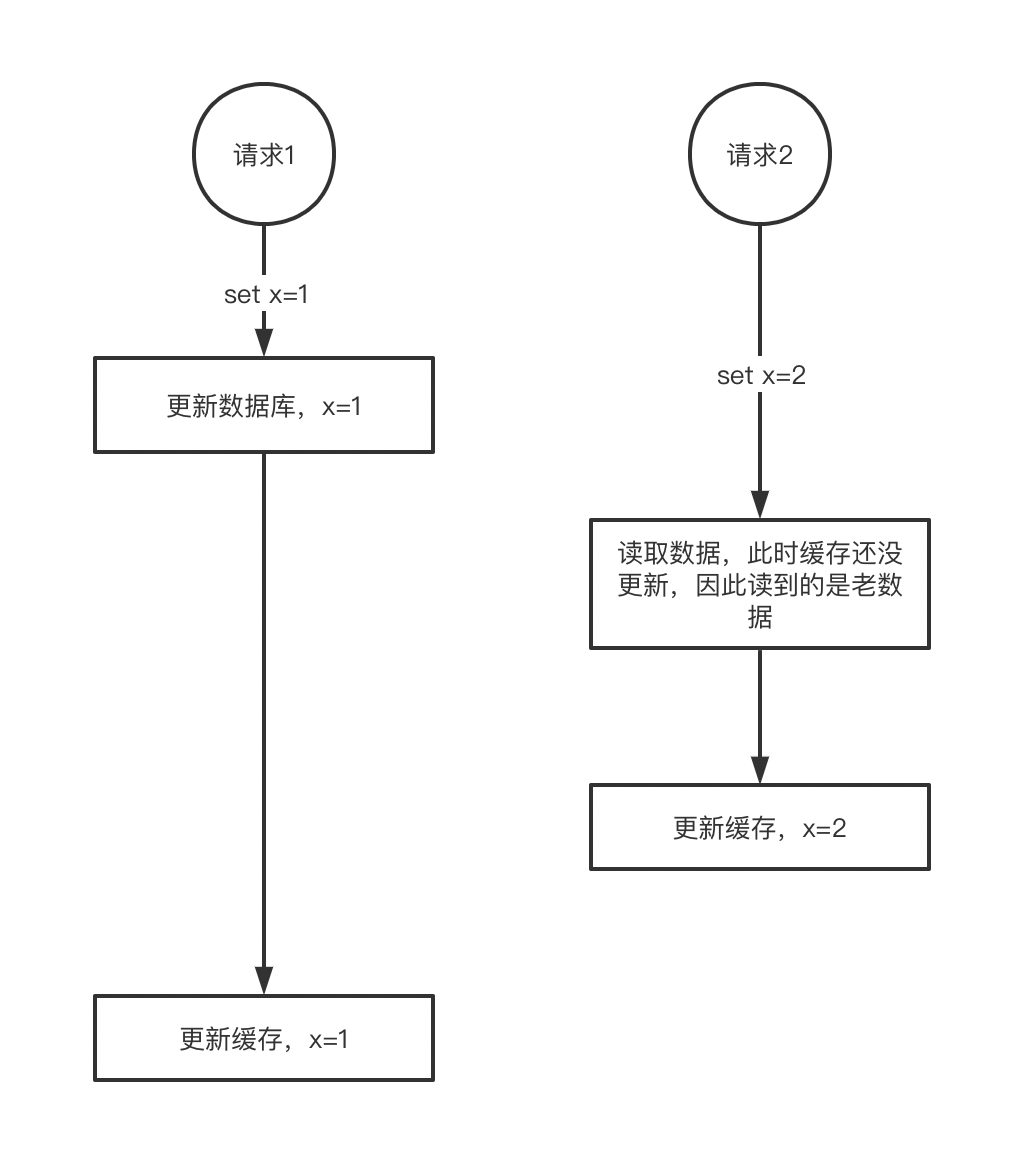 请求1
请求2
set x=1
set x=2
更新数据库，x=1
读取数据，此时缓存还没
更新，因此读到的是老数
据
更新缓存，x=2
更新缓存，x=1